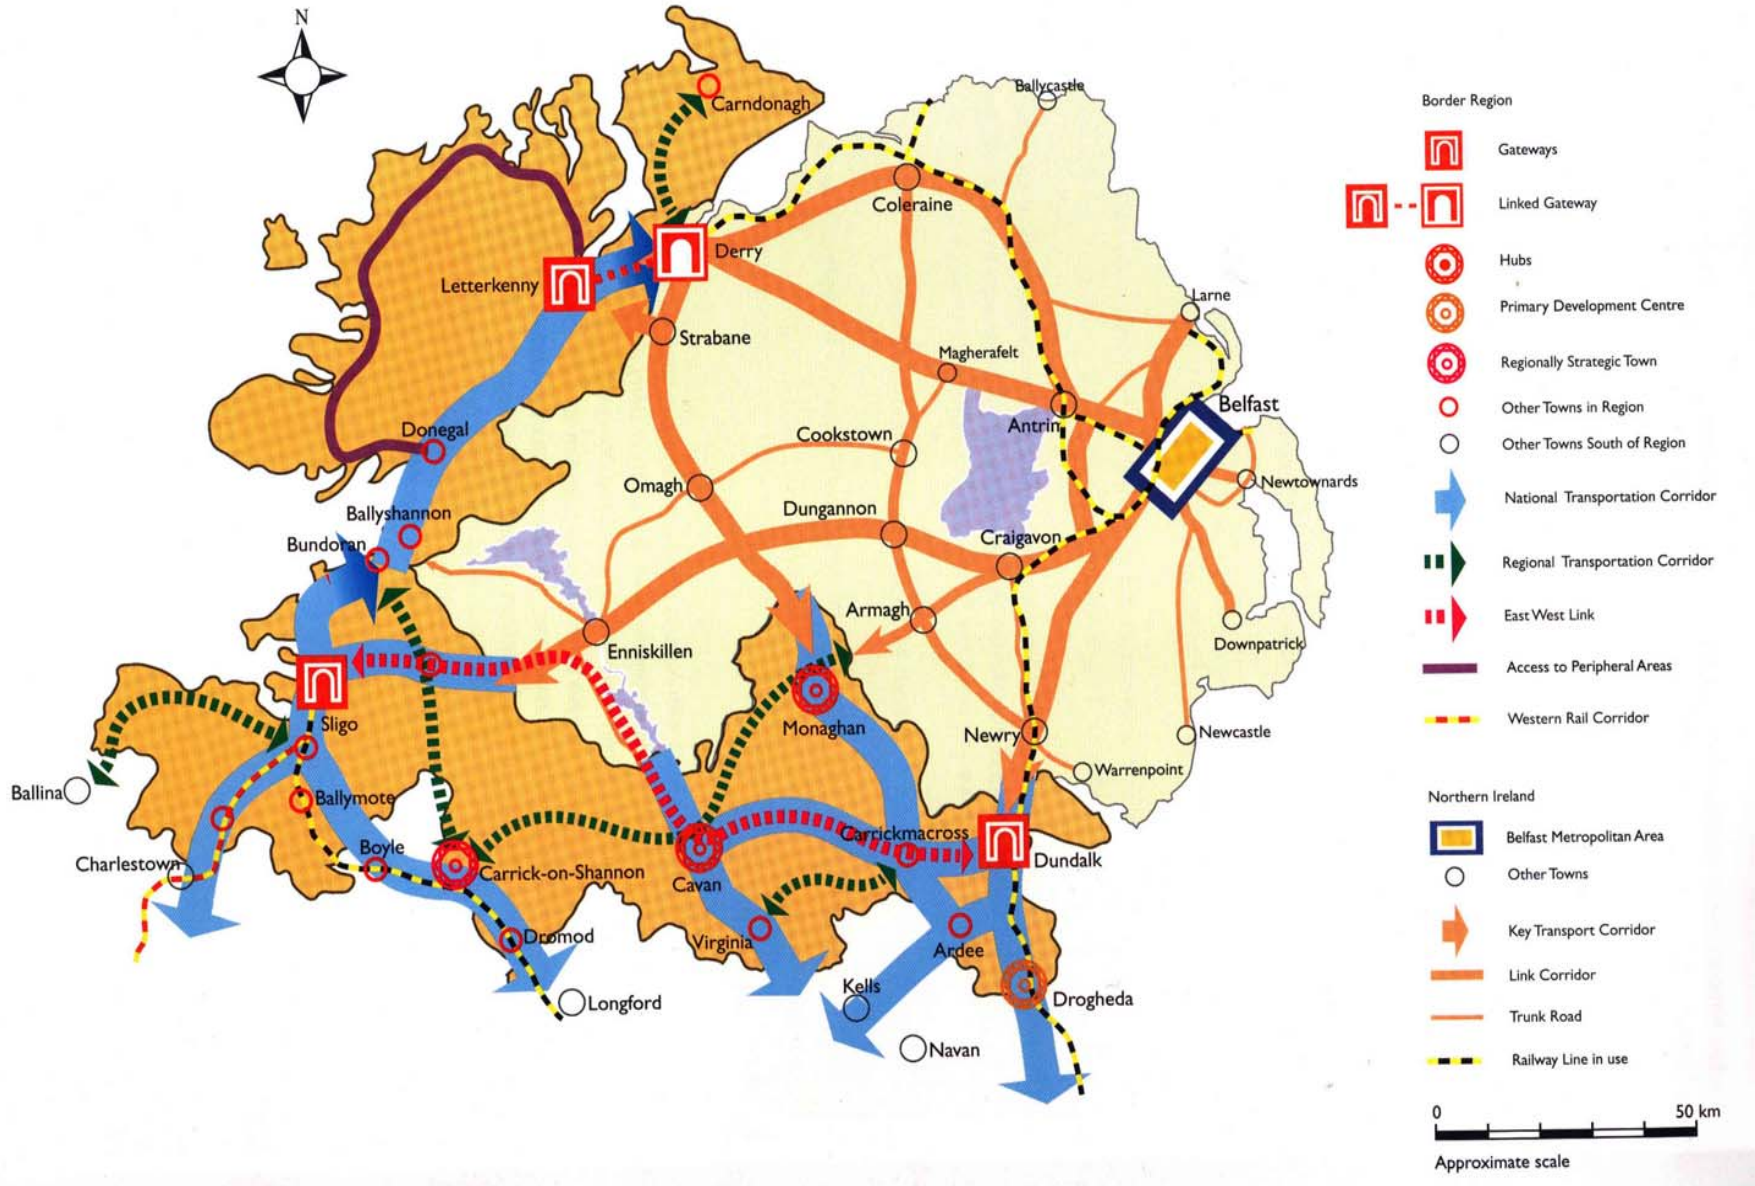 N
Ballycastle
Carndonagh
Coleraine
Derry
Letterkenny
Larne
Strabane
Magherafelt
Belfast
Antrim
Donegal
Cookstown
Newtownards
Omagh
Ballyshannon
Dungannon
Bundoran
Craigavon
Armagh
Downpatrick
Enniskillen
Sligo
Monaghan
Newry
Newcastle
Warrenpoint
Ballina
Ballymote
Carrickmacross
Boyle
Dundalk
Charlestown
Carrick-on-Shannon
Cavan
Dromod
Virginia
Ardee
Kells
Longford
Drogheda
Navan
Border Region
Gateways
Linked Gateway
Hubs
Primary Development Centre
Regionally Strategic Town
Other Towns in Region
Other Towns South of Region
National Transportation Corridor
Regional Transportation Corridor
East West Link
Access to Peripheral Areas
Western Rail Corridor
Northern Ireland
Belfast Metropolitan Area
Other Towns
Key Transport Corridor
Link Corridor
Trunk Road
Railway Line in use
0 50 km
Approximate scale